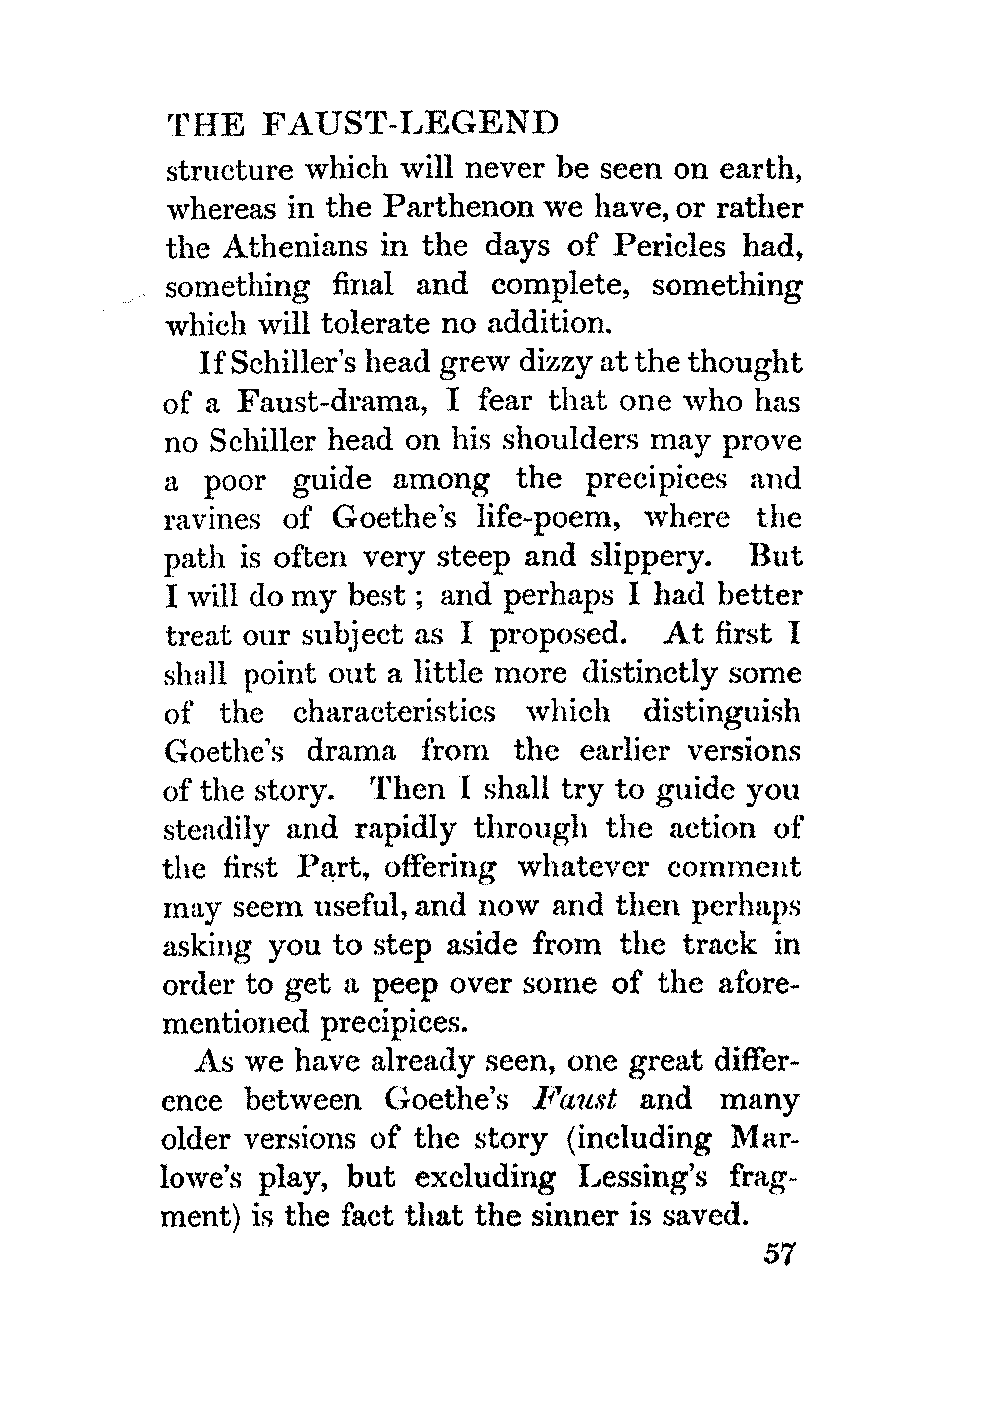 THE FAUST-LEGEND
structure which will never be seen on earth,
whereas in the Parthenon we have, or rather
the Athenians in the days of Pericles had,
something final and complete, something
which will tolerate no addition.
If Schiller's head grew dizzy at the thought
of a Faust-drama, I fear that one who has
no Schiller head on his shoulders may prove
a poor guide among the precipices and
ravines of Goethe's life-poem, where the
path is often very steep and slippery. But
I will do my best ; and perhaps I had better
treat our subject as I proposed. At first I
shall point out a little more distinctly some
of the characteristics which distinguish
Goethe's drama from the earlier versions
of the story. Then I shall try to guide you
steadily and rapidly through the action of
the first Part, offering whatever comment
may seem useful, and now and then perhaps
asking you to step aside from the track in
order to get a peep over some of the afore-
mentioned precipices.
As we have already seen, one great differ-
ence between Goethe's Faust and many
older versions of the story (including Mar-
lowe's play, but excluding Lessing's frag-
ment) is the fact that the sinner is saved.
57